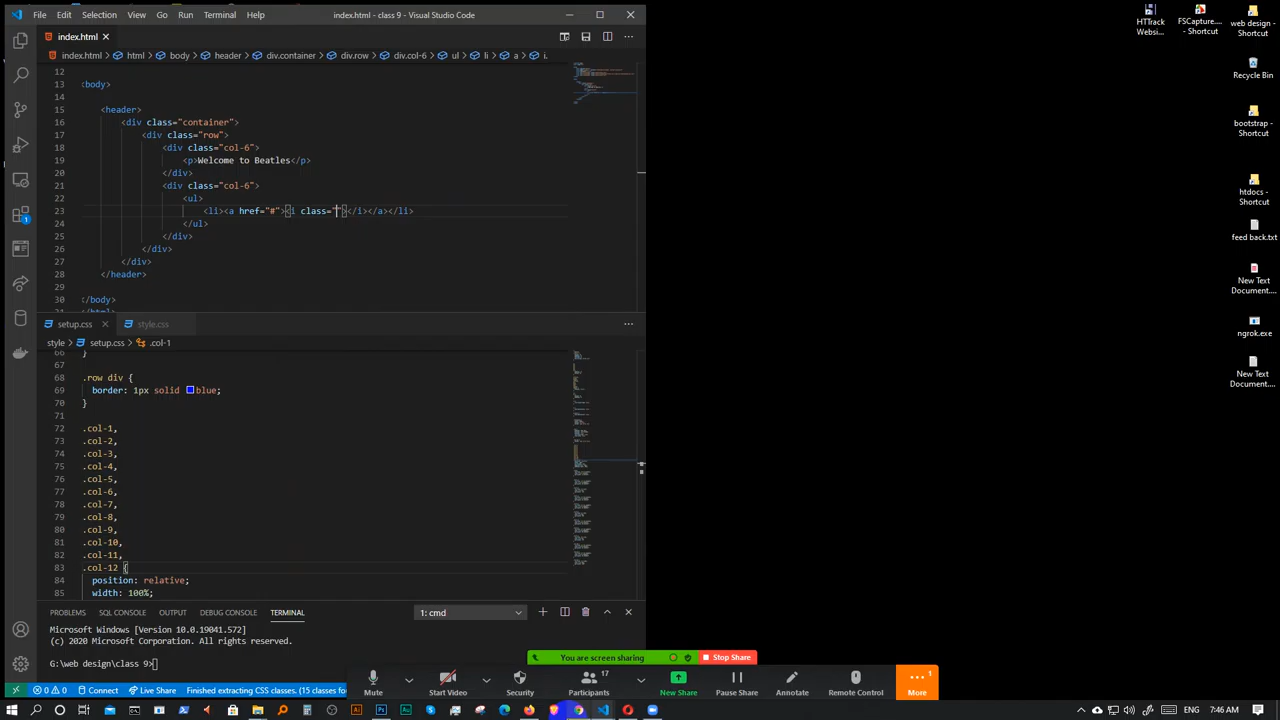 File Edit Selection View Go Run Terminal Help index.html - class 9 - Visual Studio Code
index.html
index.html > html > body > header > div.container > div.row > div.col-6 > ul > li > a > i.
12
13 <body>
14
15 <header>
16 <div class="container">
17 <div class="row">
18 <div class="col-6">
19 <p>Welcome to Beatles</p>
20 </div>
21 <div class="col-6">
22 <ul>
23 <li><a href="#"><i class=""></i></a></li>
24 </ul>
25 </div>
26 </div>
27 </div>
28 </header>
30 </body>
setup.css style.css
style > setup.css > .col-1
66 }
67
68 .row div {
69 border: 1px solid blue;
70 }
71
72 .col-1,
73 .col-2,
74 .col-3,
75 .col-4,
76 .col-5,
77 .col-6,
78 .col-7,
79 .col-8,
80 .col-9,
81 .col-10,
82 .col-11,
83 .col-12 {
84 position: relative;
85 width: 100%;
PROBLEMS SQL CONSOLE OUTPUT DEBUG CONSOLE TERMINAL 1: cmd
Microsoft Windows [Version 10.0.19041.572]
(c) 2020 Microsoft Corporation. All rights reserved.
G:\web design\class 9>
0 0 Connect Live Share Finished extracting CSS classes. (15 classes fo
You are screen sharing Stop Share
17
1
Mute Start Video Security Participants New Share Pause Share Annotate Remote Control More
HTTrack Websi...
FSCapture.... - Shortcut
web design - Shortcut
Recycle Bin
bootstrap - Shortcut
htdocs - Shortcut
feed back.txt
New Text Document....
ngrok.exe
New Text Document....
ENG 7:46 AM